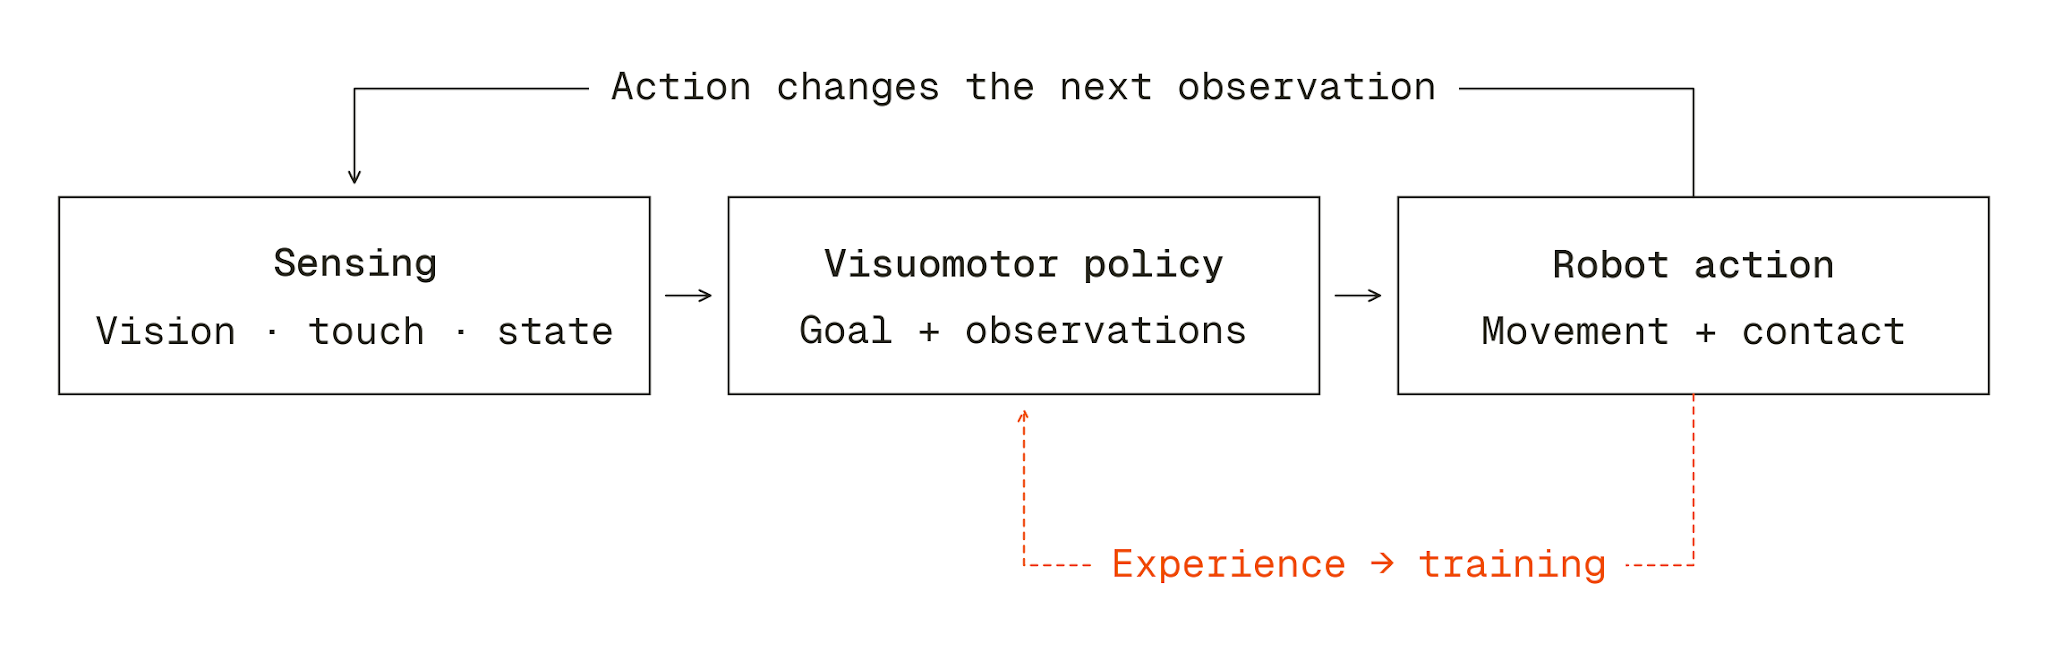 Action changes the next observation
Sensing
Vision · touch · state
Visuomotor policy
Goal + observations
Robot action
Movement + contact
Experience → training